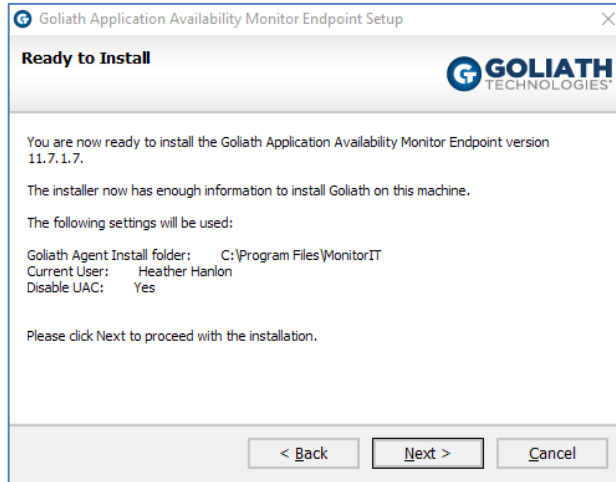 Goliath Application Availability Monitor Endpoint Setup
Ready to Install
GOLIATH
TECHNOLOGIES
You are now ready to install the Goliath Application Availability Monitor Endpoint version
11.7.1.7.
The installer now has enough information to install Goliath on this machine.
The following settings will be used:
Goliath Agent Install folder: C:\Program Files\MonitorIT
Current User: Heather Hanlon
Disable UAC: Yes
Please click Next to proceed with the installation.
< Back Next > Cancel